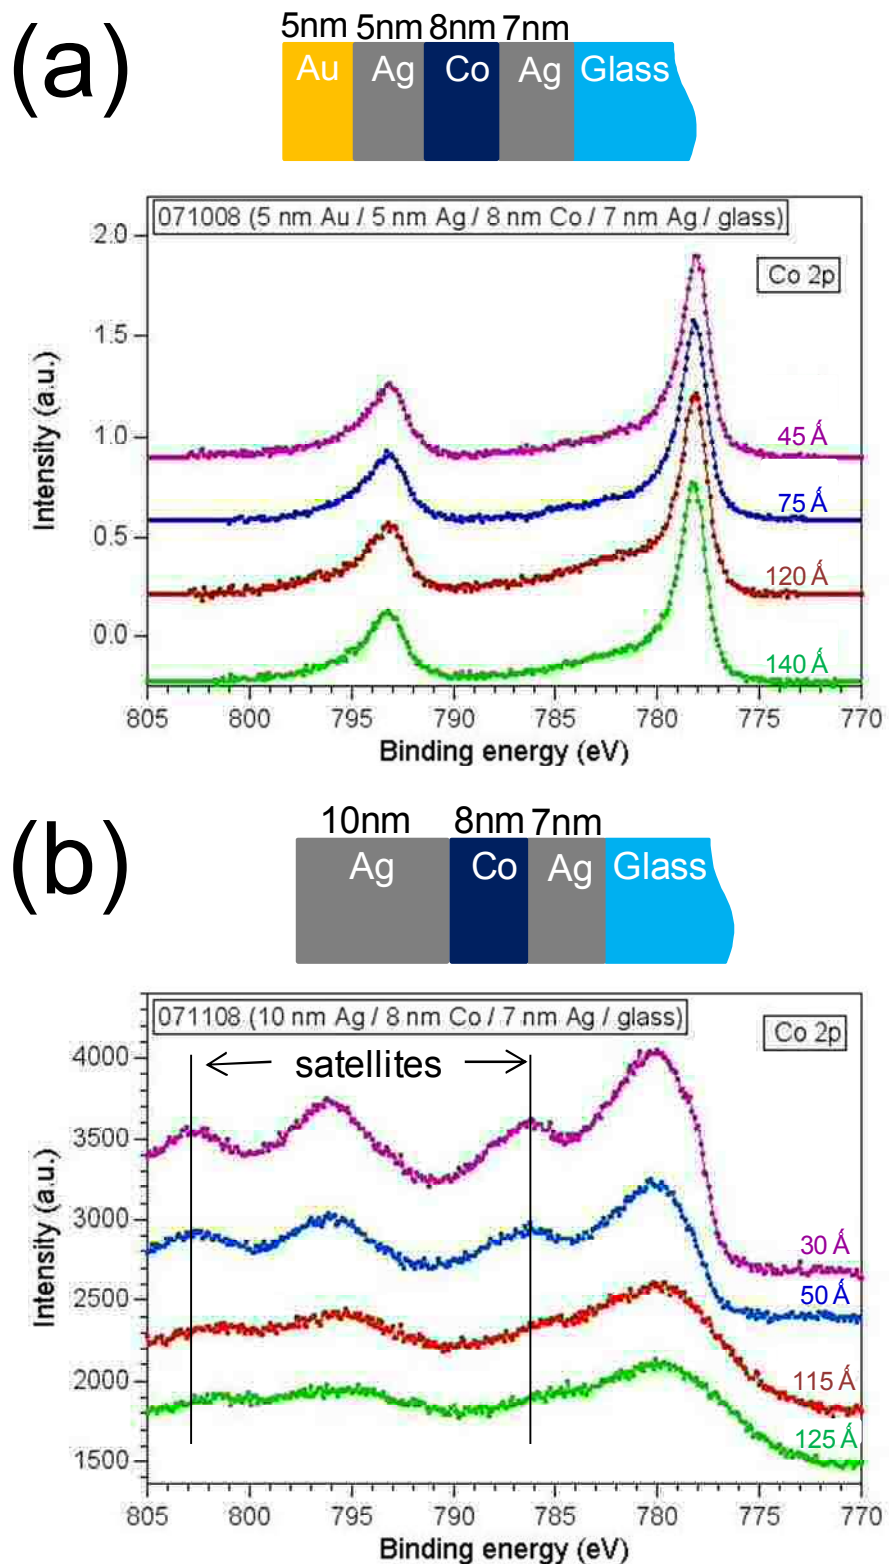 (a)
5nm 5nm 8nm 7nm
Au Ag Co Ag Glass
071008 (5 nm Au / 5 nm Ag / 8 nm Co / 7 nm Ag / glass)
Co 2p
2.0
1.5
1.0
0.5
0.0
Intensity (a.u.)
45 Å
75 Å
120 Å
140 Å
805 800 795 790 785 780 775 770
Binding energy (eV)
(b)
10nm 8nm 7nm
Ag Co Ag Glass
071108 (10 nm Ag / 8 nm Co / 7 nm Ag / glass)
Co 2p
satellites
4000
3500
3000
2500
2000
1500
Intensity (a.u.)
30 Å
50 Å
115 Å
125 Å
805 800 795 790 785 780 775 770
Binding energy (eV)